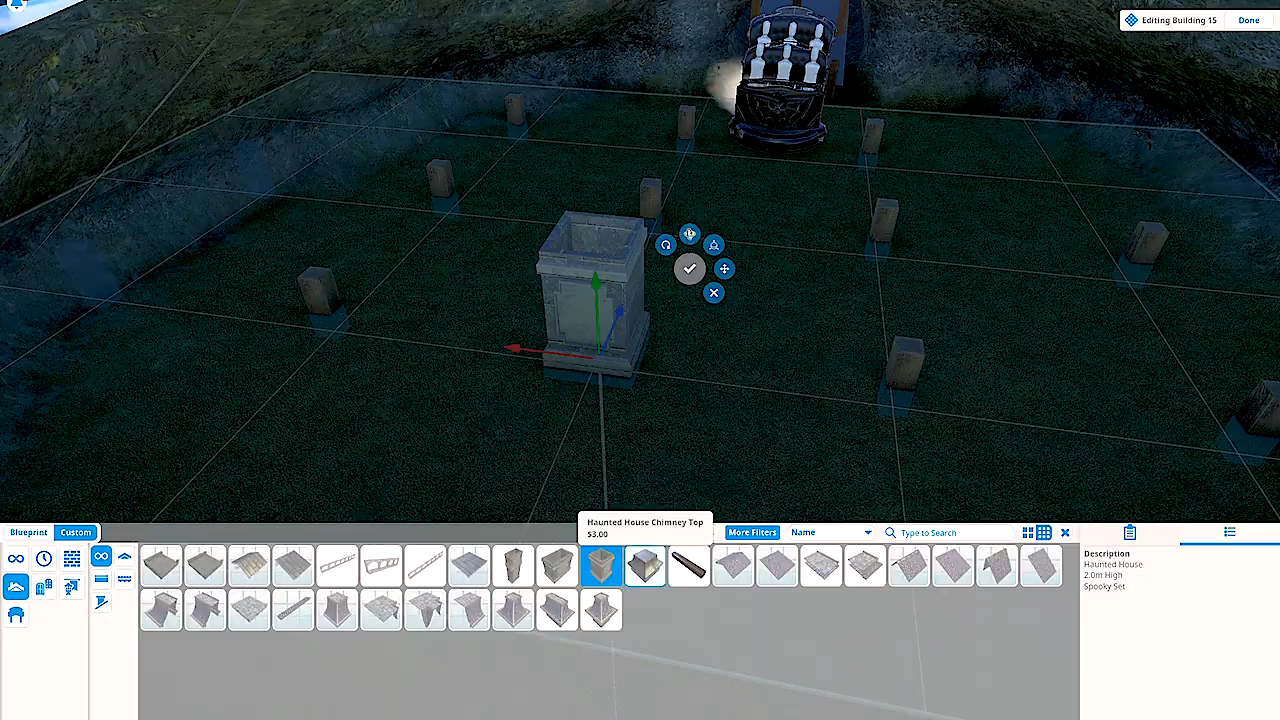 Editing Building 15 Done
Haunted House Chimney Top
53.00
Blueprint Custom
More Filters Name Type to Search
Description
Haunted House
2.0m High
Spooky Set